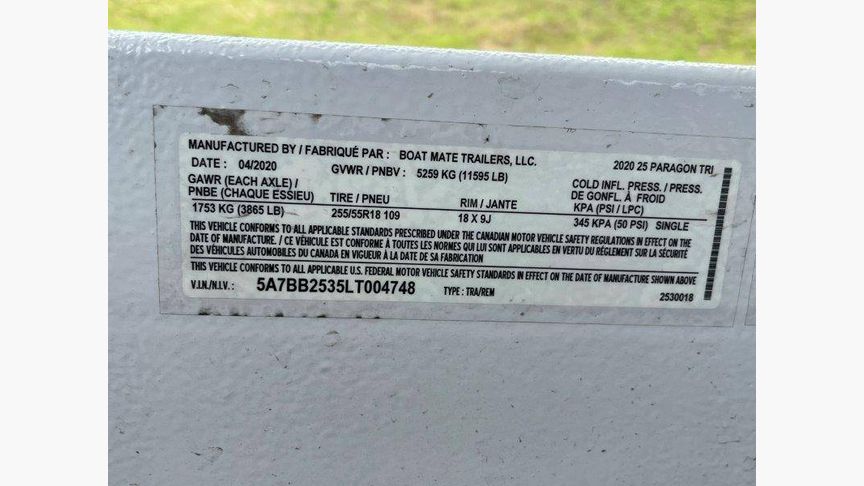 MANUFACTURED BY / FABRIQUÉ PAR : BOAT MATE TRAILERS, LLC. 2020 25 PARAGON TRI
DATE : 04/2020 GVWR / PNBV : 5259 KG (11595 LB)
GAWR (EACH AXLE) / PNBE (CHAQUE ESSIEU) TIRE / PNEU RIM / JANTE COLD INFL. PRESS. / PRESS. DE GONFL. À FROID KPA (PSI / LPC)
1753 KG (3865 LB) 255/55R18 109 18 X 9J 345 KPA (50 PSI) SINGLE
THIS VEHICLE CONFORMS TO ALL APPLICABLE STANDARDS PRESCRIBED UNDER THE CANADIAN MOTOR VEHICLE SAFETY REGULATIONS IN EFFECT ON THE
DATE OF MANUFACTURE. / CE VÉHICULE EST CONFORME À TOUTES LES NORMES QUI LUI SONT APPLICABLES EN VERTU DU RÈGLEMENT SUR LA SÉCURITÉ
DES VÉHICULES AUTOMOBILES DU CANADA EN VIGUEUR À LA DATE DE SA FABRICATION
THIS VEHICLE CONFORMS TO ALL APPLICABLE U.S. FEDERAL MOTOR VEHICLE SAFETY STANDARDS IN EFFECT ON THE DATE OF MANUFACTURE SHOWN ABOVE
V.I.N./N.I.V. : 5A7BB2535LT004748 TYPE : TRA/REM 2530018